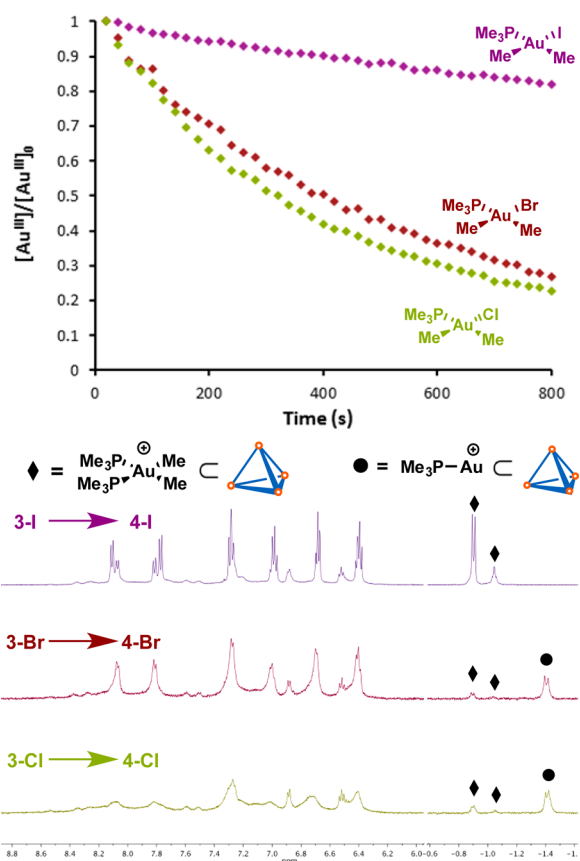 1
0.9
0.8
0.7
0.6
0.5
0.4
0.3
0.2
0.1
0
[Auᴵᴵᴵ]/[Auᴵᴵᴵ]₀
0 200 400 600 800
Time (s)
Me₃P I
Au
Me Me
Me₃P Br
Au
Me Me
Me₃P Cl
Au
Me Me
♦ = Me₃P Au ⊕ Me ⊂
Me₃P Me
● = Me₃P–Au ⊕ ⊂
3-I → 4-I
3-Br → 4-Br
3-Cl → 4-Cl
8.8 8.6 8.4 8.2 8.0 7.8 7.6 7.4 7.2 7.0 6.8 6.6 6.4 6.2 6.0 -0.6 -0.8 -1.0 -1.2 -1.4 -1.